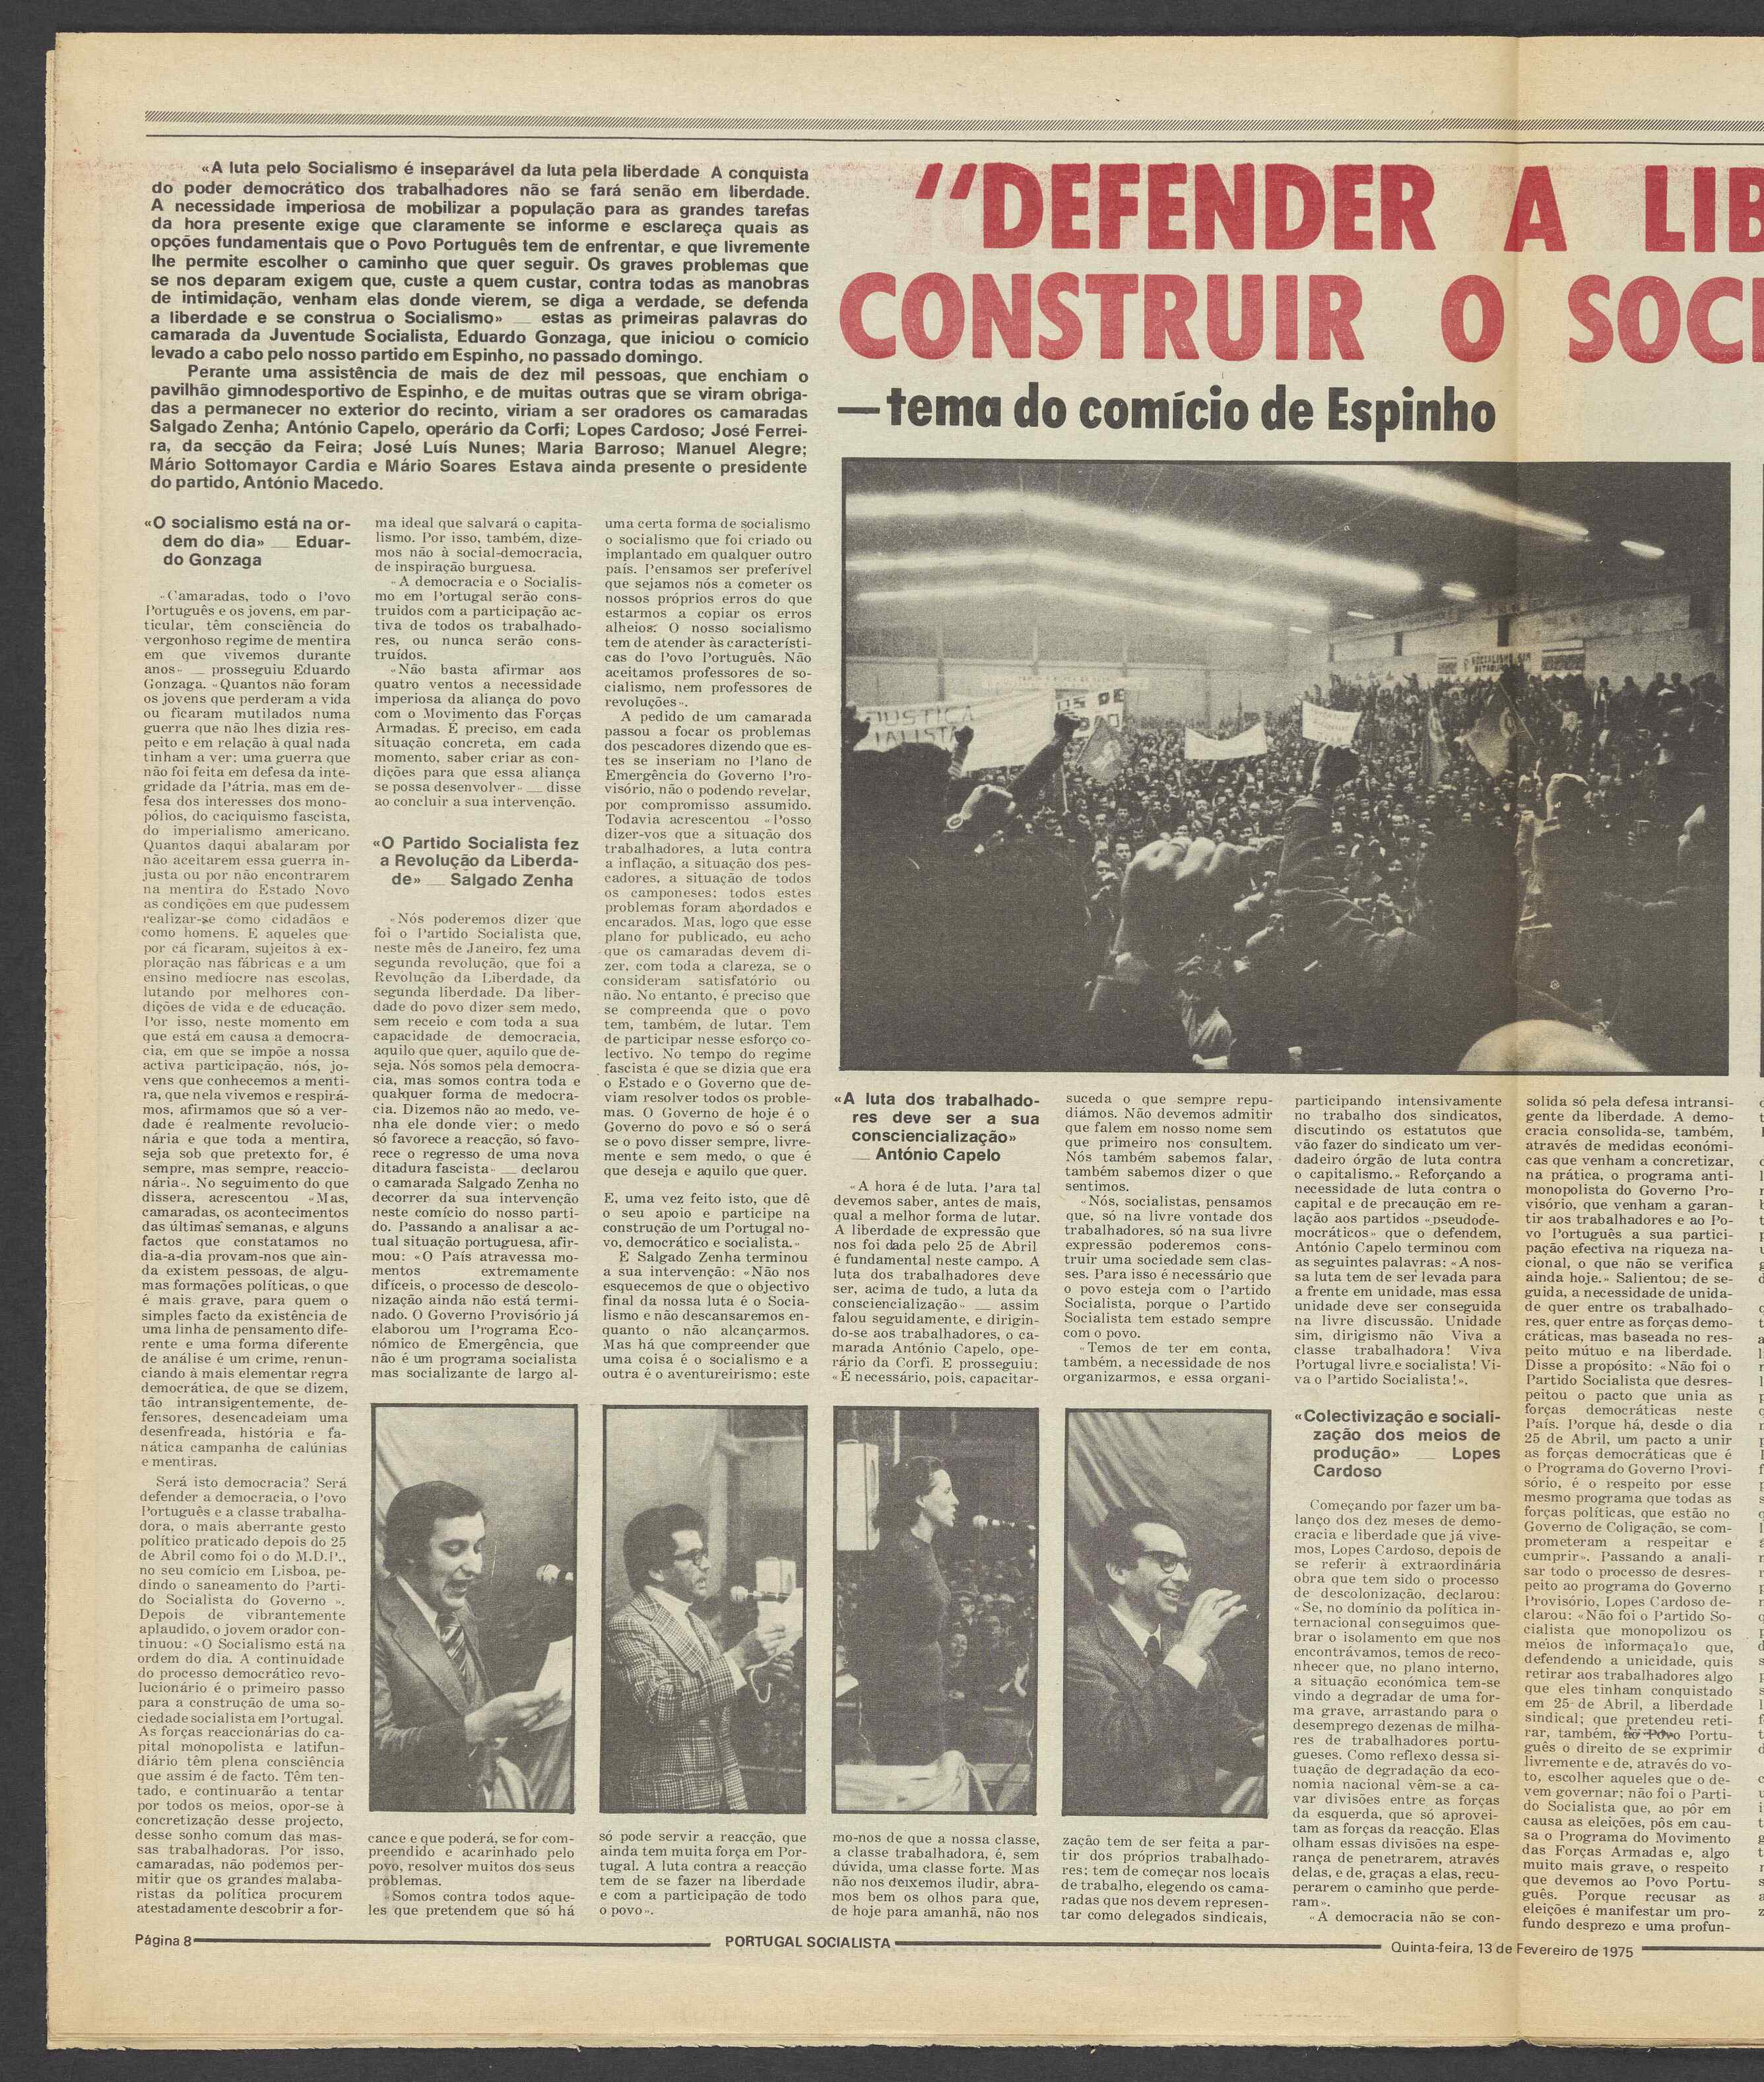 «A luta pelo Socialismo é inseparável da luta pela liberdade A conquista
do poder democrático dos trabalhadores não se fará senão em liberdade.
A necessidade imperiosa de mobilizar a população para as grandes tarefas
da hora presente exige que claramente se informe e esclareça quais as
opções fundamentais que o Povo Português tem de enfrentar, e que livremente
lhe permite escolher o caminho que quer seguir. Os graves problemas que
se nos deparam exigem que, custe a quem custar, contra todas as manobras
de intimidação, venham elas donde vierem, se diga a verdade, se defenda
a liberdade e se construa o Socialismo» __ estas as primeiras palavras do
camarada da Juventude Socialista, Eduardo Gonzaga, que iniciou o comício
levado a cabo pelo nosso partido em Espinho, no passado domingo.
Perante uma assistência de mais de dez mil pessoas, que enchiam o
pavilhão gimnodesportivo de Espinho, e de muitas outras que se viram obriga-
das a permanecer no exterior do recinto, viriam a ser oradores os camaradas
Salgado Zenha; António Capelo, operário da Corfi; Lopes Cardoso; José Ferrei-
ra, da secção da Feira; José Luís Nunes; Maria Barroso; Manuel Alegre;
Mário Sottomayor Cardia e Mário Soares Estava ainda presente o presidente
do partido, António Macedo.
"DEFENDER A LIB
CONSTRUIR O SOCI
—tema do comício de Espinho
«O socialismo está na or-
dem do dia» __ Eduar-
do Gonzaga
«Camaradas, todo o Povo
Português e os jovens, em par-
ticular, têm consciência do
vergonhoso regime de mentira
em que vivemos durante
anos» __ prosseguiu Eduardo
Gonzaga. «Quantos não foram
os jovens que perderam a vida
ou ficaram mutilados numa
guerra que não lhes dizia res-
peito e em relação à qual nada
tinham a ver: uma guerra que
não foi feita em defesa da inte-
gridade da Pátria, mas em de-
fesa dos interesses dos mono-
pólios, do caciquismo fascista,
do imperialismo americano.
Quantos daqui abalaram por
não aceitarem essa guerra in-
justa ou por não encontrarem
na mentira do Estado Novo
as condições em que pudessem
realizar-se como cidadãos e
como homens. E aqueles que
por cá ficaram, sujeitos à ex-
ploração nas fábricas e a um
ensino medíocre nas escolas,
lutando por melhores con-
dições de vida e de educação.
Por isso, neste momento em
que está em causa a democra-
cia, em que se impõe a nossa
activa participação, nós, jo-
vens que conhecemos a menti-
ra, que nela vivemos e respirá-
mos, afirmamos que só a ver-
dade é realmente revolucio-
nária e que toda a mentira,
seja sob que pretexto for, é
sempre, mas sempre, reaccio-
nária». No seguimento do que
dissera, acrescentou «Mas,
camaradas, os acontecimentos
das últimas semanas, e alguns
factos que constatamos no
dia-a-dia provam-nos que ain-
da existem pessoas, de algu-
mas formações políticas, o que
é mais grave, para quem o
simples facto da existência de
uma linha de pensamento dife-
rente e uma forma diferente
de análise é um crime, renun-
ciando à mais elementar regra
democrática, de que se dizem,
tão intransigentemente, de-
fensores, desencadeiam uma
desenfreada, história e fa-
nática campanha de calúnias
e mentiras.
Será isto democracia? Será
defender a democracia, o Povo
Português e a classe trabalha-
dora, o mais aberrante gesto
político praticado depois do 25
de Abril como foi o do M.D.P.,
no seu comício em Lisboa, pe-
dindo o saneamento do Parti-
do Socialista do Governo ».
Depois de vibrantemente
aplaudido, o jovem orador con-
tinuou: «O Socialismo está na
ordem do dia. A continuidade
do processo democrático revo-
lucionário é o primeiro passo
para a construção de uma so-
ciedade socialista em Portugal.
As forças reaccionárias do ca-
pital monopolista e latifun-
diário têm plena consciência
que assim é de facto. Têm ten-
tado, e continuarão a tentar
por todos os meios, opor-se à
concretização desse projecto,
desse sonho comum das mas-
sas trabalhadoras. Por isso,
camaradas, não podemos per-
mitir que os grandes malaba-
ristas da política procurem
atestadamente descobrir a for-
ma ideal que salvará o capita-
lismo. Por isso, também, dize-
mos não à social-democracia,
de inspiração burguesa.
«A democracia e o Socialis-
mo em Portugal serão cons-
truidos com a participação ac-
tiva de todos os trabalhado-
res, ou nunca serão cons-
truídos.
«Não basta afirmar aos
quatro ventos a necessidade
imperiosa da aliança do povo
com o Movimento das Forças
Armadas. É preciso, em cada
situação concreta, em cada
momento, saber criar as con-
dições para que essa aliança
se possa desenvolver» __ disse
ao concluir a sua intervenção.
«O Partido Socialista fez
a Revolução da Liberda-
de» __ Salgado Zenha
«Nós poderemos dizer que
foi o Partido Socialista que,
neste mês de Janeiro, fez uma
segunda revolução, que foi a
Revolução da Liberdade, da
segunda liberdade. Da liber-
dade do povo dizer sem medo,
sem receio e com toda a sua
capacidade de democracia,
aquilo que quer, aquilo que de-
seja. Nós somos pela democra-
cia, mas somos contra toda e
qualquer forma de medocra-
cia. Dizemos não ao medo, ve-
nha ele donde vier: o medo
só favorece a reacção, só favo-
rece o regresso de uma nova
ditadura fascista» __ declarou
o camarada Salgado Zenha no
decorrer da sua intervenção
neste comício do nosso parti-
do. Passando a analisar a ac-
tual situação portuguesa, afir-
mou: «O País atravessa mo-
mentos extremamente
difíceis, o processo de descolo-
nização ainda não está termi-
nado. O Governo Provisório já
elaborou um Programa Eco-
nómico de Emergência, que
não é um programa socialista
mas socializante de largo al-
cance e que poderá, se for com-
preendido e acarinhado pelo
povo, resolver muitos dos seus
problemas.
Somos contra todos aque-
les que pretendem que só há
uma certa forma de socialismo
o socialismo que foi criado ou
implantado em qualquer outro
país. Pensamos ser preferível
que sejamos nós a cometer os
nossos próprios erros do que
estarmos a copiar os erros
alheios. O nosso socialismo
tem de atender às característi-
cas do Povo Português. Não
aceitamos professores de so-
cialismo, nem professores de
revoluções».
A pedido de um camarada
passou a focar os problemas
dos pescadores dizendo que es-
tes se inseriam no Plano de
Emergência do Governo Pro-
visório, não o podendo revelar,
por compromisso assumido.
Todavia acrescentou «Posso
dizer-vos que a situação dos
trabalhadores, a luta contra
a inflação, a situação dos pes-
cadores, a situação de todos
os camponeses: todos estes
problemas foram abordados e
encarados. Mas, logo que esse
plano for publicado, eu acho
que os camaradas devem di-
zer, com toda a clareza, se o
consideram satisfatório ou
não. No entanto, é preciso que
se compreenda que o povo
tem, também, de lutar. Tem
de participar nesse esforço co-
lectivo. No tempo do regime
fascista é que se dizia que era
o Estado e o Governo que de-
viam resolver todos os proble-
mas. O Governo de hoje é o
Governo do povo e só o será
se o povo disser sempre, livre-
mente e sem medo, o que é
que deseja e aquilo que quer.
E, uma vez feito isto, que dê
o seu apoio e participe na
construção de um Portugal no-
vo, democrático e socialista.»
E Salgado Zenha terminou
a sua intervenção: «Não nos
esquecemos de que o objectivo
final da nossa luta é o Socia-
lismo e não descansaremos en-
quanto o não alcançarmos.
Mas há que compreender que
uma coisa é o socialismo e a
outra é o aventureirismo: este
só pode servir a reacção, que
ainda tem muita força em Por-
tugal. A luta contra a reacção
tem de se fazer na liberdade
e com a participação de todo
o povo».
JUSTIÇA
IALISTA
OS DE
«A luta dos trabalhado-
res deve ser a sua
consciencialização»
__ António Capelo
«A hora é de luta. Para tal
devemos saber, antes de mais,
qual a melhor forma de lutar.
A liberdade de expressão que
nos foi dada pelo 25 de Abril
é fundamental neste campo. A
luta dos trabalhadores deve
ser, acima de tudo, a luta da
consciencialização» __ assim
falou seguidamente, e dirigin-
do-se aos trabalhadores, o ca-
marada António Capelo, ope-
rário da Corfi. E prosseguiu:
«É necessário, pois, capacitar-
mo-nos de que a nossa classe,
a classe trabalhadora, é, sem
dúvida, uma classe forte. Mas
não nos deixemos iludir, abra-
mos bem os olhos para que,
de hoje para amanhã, não nos
suceda o que sempre repu-
diámos. Não devemos admitir
que falem em nosso nome sem
que primeiro nos consultem.
Nós também sabemos falar,
também sabemos dizer o que
sentimos.
«Nós, socialistas, pensamos
que, só na livre vontade dos
trabalhadores, só na sua livre
expressão poderemos cons-
truir uma sociedade sem clas-
ses. Para isso é necessário que
o povo esteja com o Partido
Socialista, porque o Partido
Socialista tem estado sempre
com o povo.
«Temos de ter em conta,
também, a necessidade de nos
organizarmos, e essa organi-
zação tem de ser feita a par-
tir dos próprios trabalhado-
res; tem de começar nos locais
de trabalho, elegendo os cama-
radas que nos devem represen-
tar como delegados sindicais,
participando intensivamente
no trabalho dos sindicatos,
discutindo os estatutos que
vão fazer do sindicato um ver-
dadeiro órgão de luta contra
o capitalismo.» Reforçando a
necessidade de luta contra o
capital e de precaução em re-
lação aos partidos «pseudode-
mocráticos» que o defendem,
António Capelo terminou com
as seguintes palavras: «A nos-
sa luta tem de ser levada para
a frente em unidade, mas essa
unidade deve ser conseguida
na livre discussão. Unidade
sim, dirigismo não Viva a
classe trabalhadora! Viva
Portugal livre e socialista! Vi-
va o Partido Socialista!».
«Colectivização e sociali-
zação dos meios de
produção» __ Lopes
Cardoso
Começando por fazer um ba-
lanço dos dez meses de demo-
cracia e liberdade que já vive-
mos, Lopes Cardoso, depois de
se referir à extraordinária
obra que tem sido o processo
de descolonização, declarou:
«Se, no domínio da política in-
ternacional conseguimos que-
brar o isolamento em que nos
encontrávamos, temos de reco-
nhecer que, no plano interno,
a situação económica tem-se
vindo a degradar de uma for-
ma grave, arrastando para o
desemprego dezenas de milha-
res de trabalhadores portu-
gueses. Como reflexo dessa si-
tuação de degradação da eco-
nomia nacional vêm-se a ca-
var divisões entre as forças
da esquerda, que só aprovei-
tam as forças da reacção. Elas
olham essas divisões na espe-
rança de penetrarem, através
delas, e de, graças a elas, recu-
perarem o caminho que perde-
ram».
«A democracia não se con-
solida só pela defesa intransi-
gente da liberdade. A demo-
cracia consolida-se, também,
através de medidas económi-
cas que venham a concretizar,
na prática, o programa anti-
monopolista do Governo Pro-
visório, que venham a garan-
tir aos trabalhadores e ao Po-
vo Português a sua partici-
pação efectiva na riqueza na-
cional, o que não se verifica
ainda hoje.» Salientou; de se-
guida, a necessidade de unida-
de quer entre os trabalhado-
res, quer entre as forças demo-
cráticas, mas baseada no res-
peito mútuo e na liberdade.
Disse a propósito: «Não foi o
Partido Socialista que desres-
peitou o pacto que unia as
forças democráticas neste
País. Porque há, desde o dia
25 de Abril, um pacto a unir
as forças democráticas que é
o Programa do Governo Provi-
sório, é o respeito por esse
mesmo programa que todas as
forças políticas, que estão no
Governo de Coligação, se com-
prometeram a respeitar e
cumprir». Passando a anali-
sar todo o processo de desres-
peito ao programa do Governo
Provisório, Lopes Cardoso de-
clarou: «Não foi o Partido So-
cialista que monopolizou os
meios de informaçalo que,
defendendo a unicidade, quis
retirar aos trabalhadores algo
que eles tinham conquistado
em 25 de Abril, a liberdade
sindical; que pretendeu reti-
rar, também, ao Povo Portu-
guês o direito de se exprimir
livremente e de, através do vo-
to, escolher aqueles que o de-
vem governar; não foi o Parti-
do Socialista que, ao pôr em
causa as eleições, pôs em cau-
sa o Programa do Movimento
das Forças Armadas e, algo
muito mais grave, o respeito
que devemos ao Povo Portu-
guês. Porque recusar as
eleições é manifestar um pro-
fundo desprezo e uma profun-
Página 8
PORTUGAL SOCIALISTA
Quinta-feira, 13 de Fevereiro de 1975